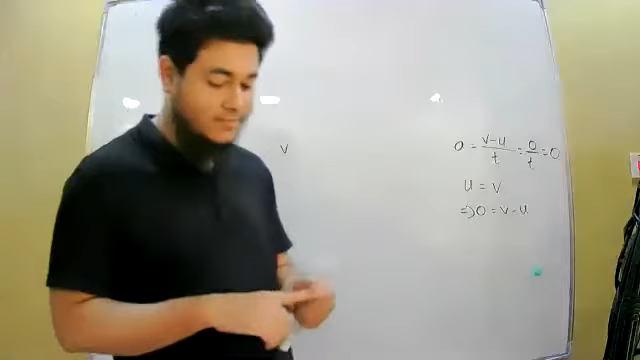 v
a = v-u/t = 0/t = 0
u = v
⇒ 0 = v-u